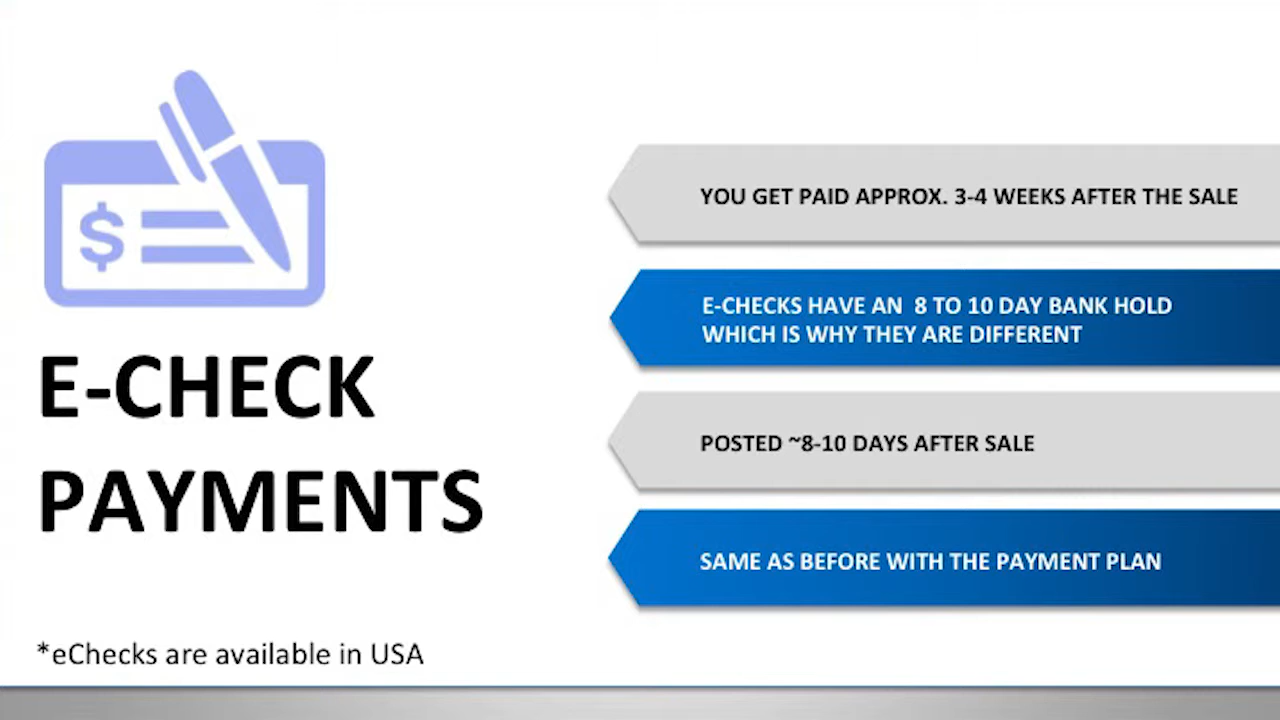 $
E-CHECK
PAYMENTS
*eChecks are available in USA
YOU GET PAID APPROX. 3-4 WEEKS AFTER THE SALE
E-CHECKS HAVE AN  8 TO 10 DAY BANK HOLD
WHICH IS WHY THEY ARE DIFFERENT
POSTED ~8-10 DAYS AFTER SALE
SAME AS BEFORE WITH THE PAYMENT PLAN